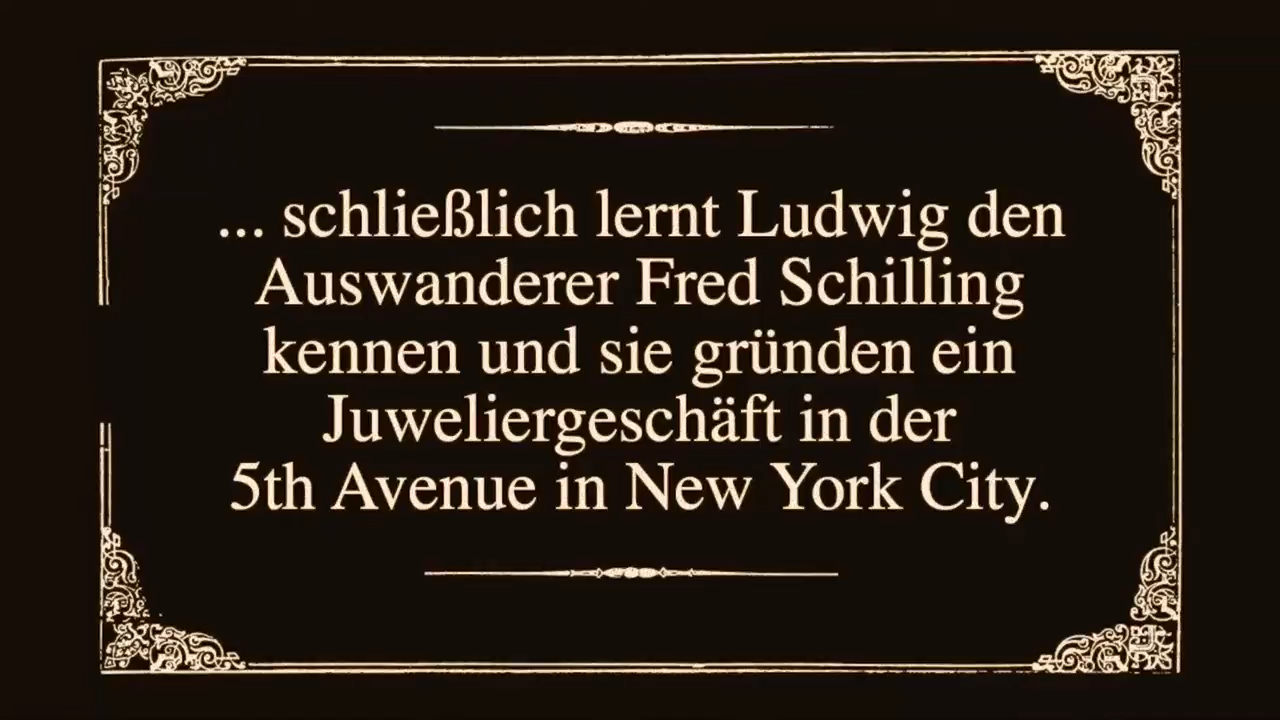 ... schließlich lernt Ludwig den
Auswanderer Fred Schilling
kennen und sie gründen ein
Juweliergeschäft in der
5th Avenue in New York City.